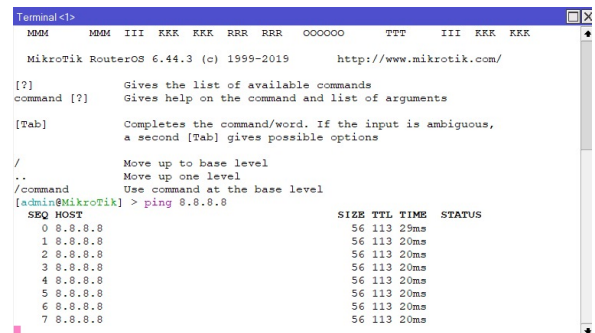 Terminal <1>
MMM MMM III KKK KKK RRR RRR OOOOOO TTT III KKK KKK
MikroTik RouterOS 6.44.3 (c) 1999-2019 http://www.mikrotik.com/
[?] Gives the list of available commands
command [?] Gives help on the command and list of arguments
[Tab] Completes the command/word. If the input is ambiguous,
a second [Tab] gives possible options
/ Move up to base level
.. Move up one level
/command Use command at the base level
[admin@MikroTik] > ping 8.8.8.8
SEQ HOST SIZE TTL TIME STATUS
0 8.8.8.8 56 113 29ms
1 8.8.8.8 56 113 20ms
2 8.8.8.8 56 113 20ms
3 8.8.8.8 56 113 20ms
4 8.8.8.8 56 113 20ms
5 8.8.8.8 56 113 20ms
6 8.8.8.8 56 113 20ms
7 8.8.8.8 56 113 20ms